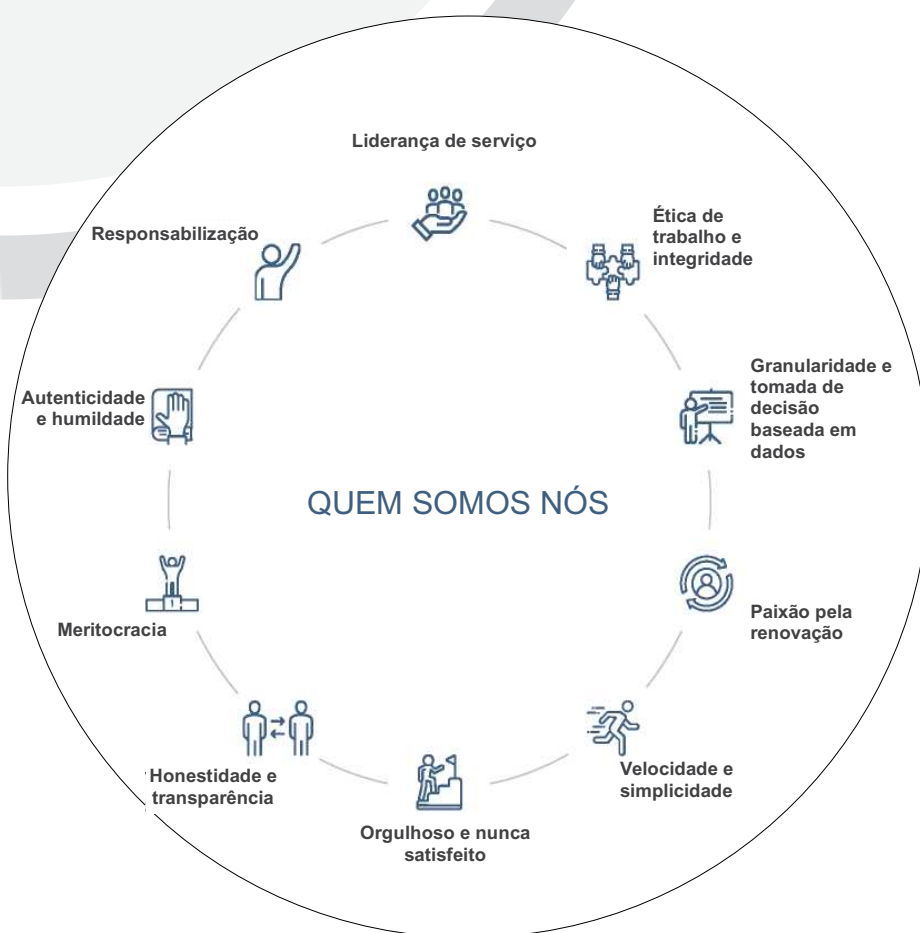 Liderança de serviço
Ética de
trabalho e
integridade
Granularidade e
tomada de
decisão
baseada em
dados
Paixão pela
renovação
Velocidade e
simplicidade
Orgulhoso e nunca
satisfeito
Honestidade e
transparência
Meritocracia
Autenticidade
e humildade
Responsabilização
QUEM SOMOS NÓS